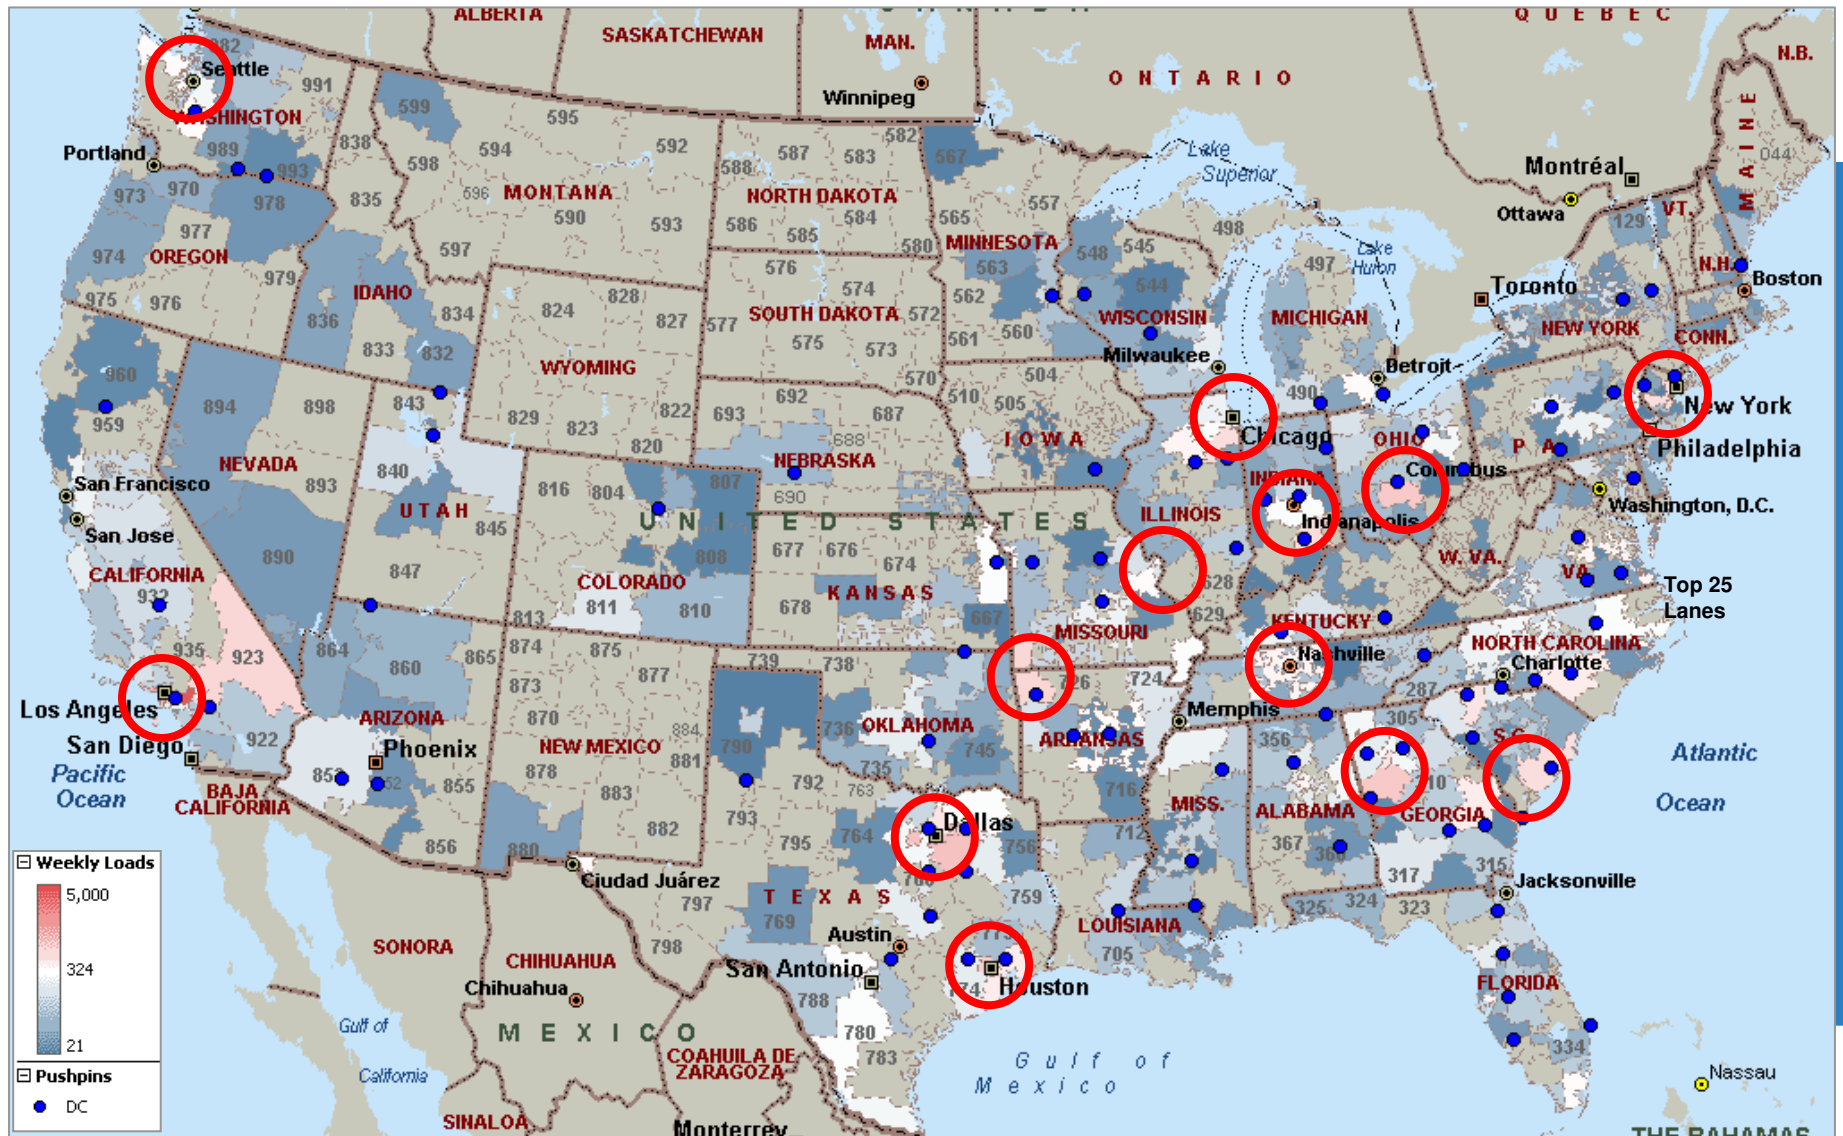 ALBERTA
SASKATCHEWAN
MAN.
Winnipeg
ONTARIO
QUEBEC
N.B.
MAINE
044
Montréal
Ottawa
VT.
129
N.H.
Boston
Toronto
NEW YORK
CONN.
Lake
Superior
Lake
Huron
982
Seattle
991
WASHINGTON
Portland
989
993
973
970
978
977
974
OREGON
979
975
976
599
838
598
835
595
594
592
596
MONTANA
590
593
597
IDAHO
836
834
833
832
582
587
583
588
NORTH DAKOTA
586
584
585
580
567
557
565
MINNESOTA
563
562
561
560
576
574
572
577
SOUTH DAKOTA
575
573
570
828
824
827
WYOMING
829
823
822
820
548
545
498
544
WISCONSIN
Milwaukee
497
MICHIGAN
490
Detroit
960
959
894
898
NEVADA
893
890
843
840
UTAH
845
847
693
692
687
688
NEBRASKA
690
504
510
505
IOWA
Chicago
INDIANA
Indianapolis
OHIO
Columbus
PA
New York
Philadelphia
Washington, D.C.
San Francisco
San Jose
CALIFORNIA
932
935
923
922
Los Angeles
San Diego
816
804
807
808
COLORADO
811
810
813
UNITED STATES
677
676
674
KANSAS
678
667
ILLINOIS
628
629
MISSOURI
KENTUCKY
W. VA.
VA
Top 25
Lanes
864
860
865
ARIZONA
Phoenix
853
852
855
856
874
875
877
873
870
884
NEW MEXICO
881
878
883
882
880
739
738
790
736
OKLAHOMA
745
735
726
724
ARKANSAS
716
Nashville
Memphis
NORTH CAROLINA
Charlotte
287
S.C.
305
356
MISS.
ALABAMA
GEORGIA
367
317
315
Jacksonville
325
324
323
FLORIDA
334
792
763
793
795
764
Dallas
756
712
759
TEXAS
769
797
798
Austin
San Antonio
Houston
788
780
783
LOUISIANA
705
Ciudad Juárez
Pacific
Ocean
BAJA
CALIFORNIA
SONORA
CHIHUAHUA
Chihuahua
MEXICO
COAHUILA DE
ZARAGOZA
SINALOA
Monterrey
Gulf of
California
Gulf of
Mexico
Atlantic
Ocean
Nassau
THE BAHAMAS
Weekly Loads
5,000
324
21
Pushpins
DC